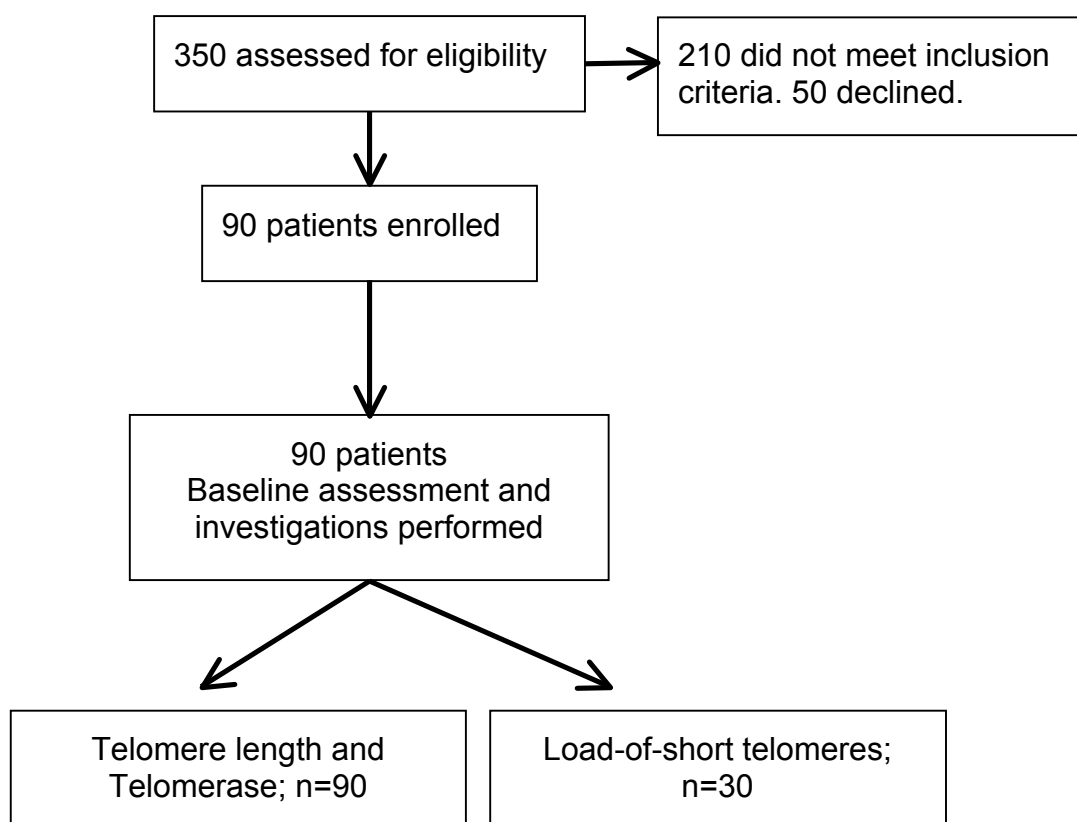 350 assessed for eligibility
210 did not meet inclusion
criteria. 50 declined.
90 patients enrolled
90 patients
Baseline assessment and
investigations performed
Telomere length and
Telomerase; n=90
Load-of-short telomeres;
n=30